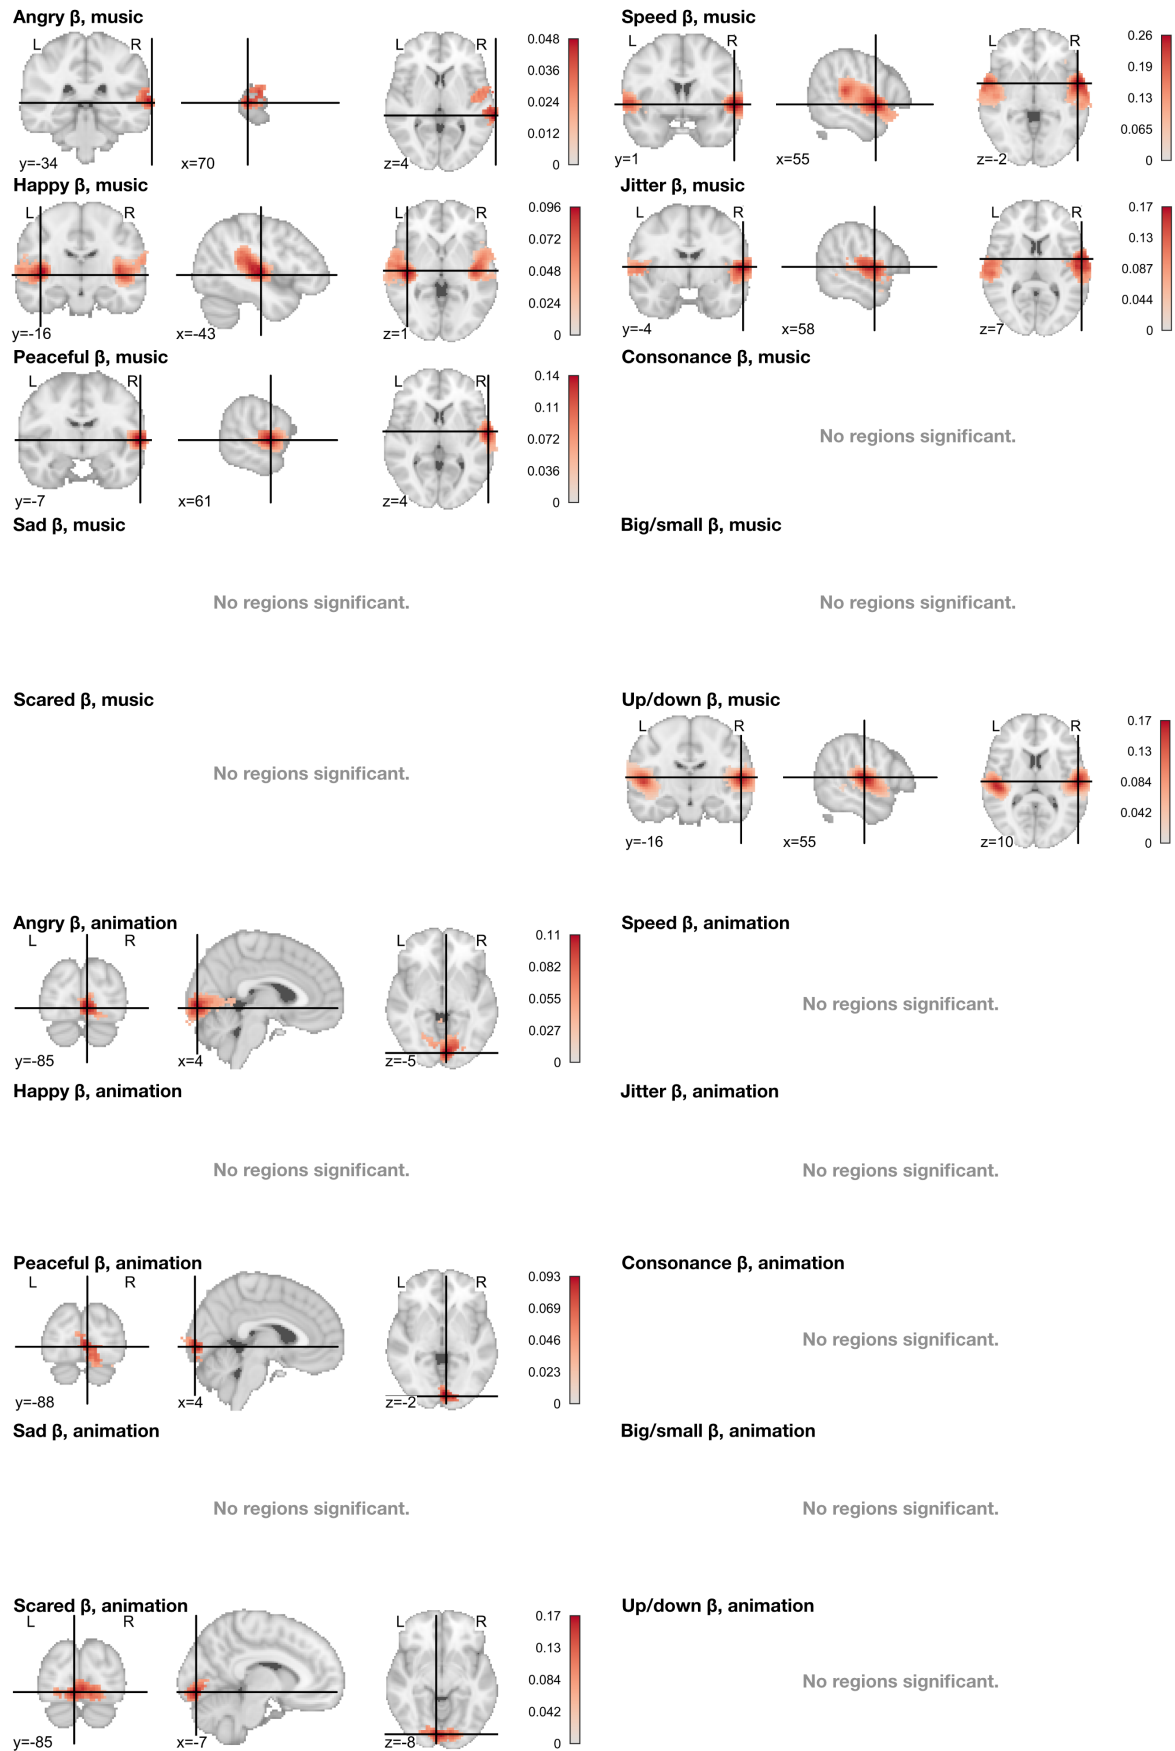 Angry β, music
L R
0.048
0.036
0.024
0.012
0
y=-34 x=70 z=4
Speed β, music
L R L R
0.26
0.19
0.13
0.065
0
y=1 x=55 z=-2
Happy β, music
L R L R
0.096
0.072
0.048
0.024
0
y=-16 x=-43 z=1
Jitter β, music
L R L R
0.17
0.13
0.087
0.044
0
y=-4 x=58 z=7
Peaceful β, music
L R L R
0.14
0.11
0.072
0.036
0
y=-7 x=61 z=4
Consonance β, music
No regions significant.
Sad β, music
No regions significant.
Big/small β, music
No regions significant.
Scared β, music
No regions significant.
Up/down β, music
L R L R
0.17
0.13
0.084
0.042
0
y=-16 x=55 z=10
Angry β, animation
L R L R
0.11
0.082
0.055
0.027
0
y=-85 x=4 z=-5
Speed β, animation
No regions significant.
Happy β, animation
No regions significant.
Jitter β, animation
No regions significant.
Peaceful β, animation
L R L R
0.093
0.069
0.046
0.023
0
y=-88 x=4 z=-2
Consonance β, animation
No regions significant.
Sad β, animation
No regions significant.
Big/small β, animation
No regions significant.
Scared β, animation
L R L R
0.17
0.13
0.084
0.042
0
y=-85 x=-7 z=-8
Up/down β, animation
No regions significant.